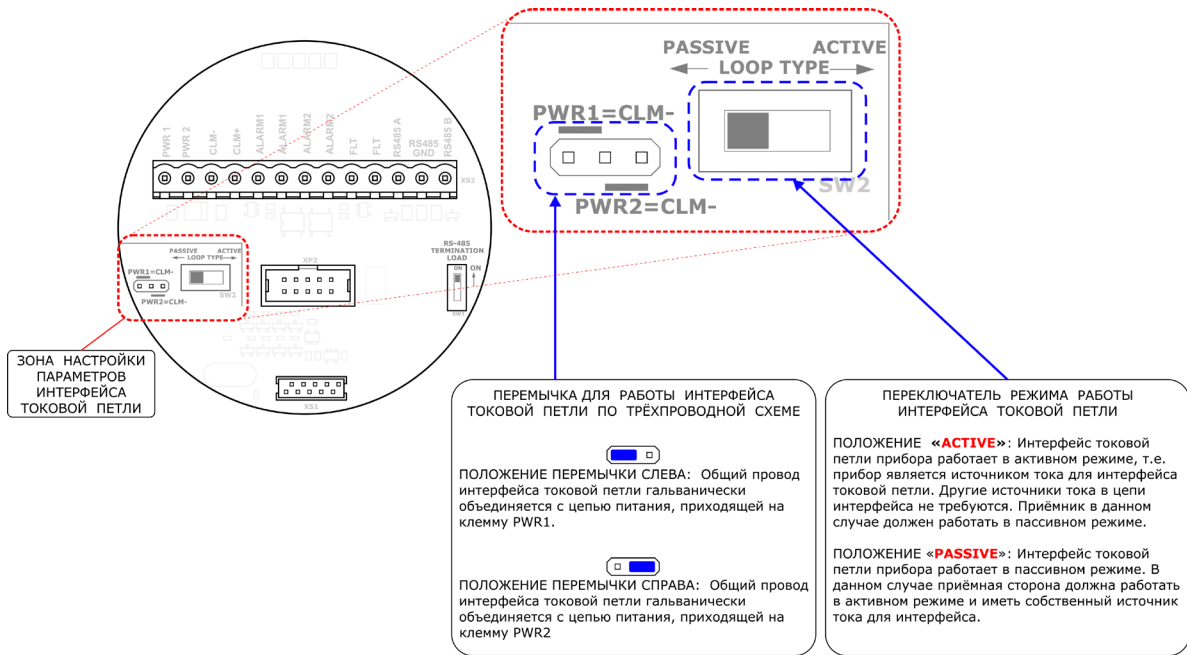 PASSIVE ACTIVE
LOOP TYPE
PWR1=CLM-
SW2
PWR2=CLM-
PWR 1
PWR 2
CLM-
CLM+
ALARM1
ALARM1
ALARM2
ALARM2
FLT
FLT
RS485 A
RS485
GND
RS485 B
XS2
PASSIVE ACTIVE
LOOP TYPE
PWR1=CLM-
SW2
PWR2=CLM-
XP2
RS-485
TERMINATION
LOAD
ON ON
SW1
XS1
ЗОНА НАСТРОЙКИ
ПАРАМЕТРОВ
ИНТЕРФЕЙСА
ТОКОВОЙ ПЕТЛИ
ПЕРЕМЫЧКА ДЛЯ РАБОТЫ ИНТЕРФЕЙСА
ТОКОВОЙ ПЕТЛИ ПО ТРЁХПРОВОДНОЙ СХЕМЕ
ПОЛОЖЕНИЕ ПЕРЕМЫЧКИ СЛЕВА: Общий провод
интерфейса токовой петли гальванически
объединяется с цепью питания, приходящей на
клемму PWR1.
ПОЛОЖЕНИЕ ПЕРЕМЫЧКИ СПРАВА: Общий провод
интерфейса токовой петли гальванически
объединяется с цепью питания, приходящей на
клемму PWR2
ПЕРЕКЛЮЧАТЕЛЬ РЕЖИМА РАБОТЫ
ИНТЕРФЕЙСА ТОКОВОЙ ПЕТЛИ
ПОЛОЖЕНИЕ «ACTIVE»: Интерфейс токовой
петли прибора работает в активном режиме, т.е.
прибор является источником тока для интерфейса
токовой петли. Другие источники тока в цепи
интерфейса не требуются. Приёмник в данном
случае должен работать в пассивном режиме.
ПОЛОЖЕНИЕ «PASSIVE»: Интерфейс токовой
петли прибора работает в пассивном режиме. В
данном случае приёмная сторона должна работать
в активном режиме и иметь собственный источник
тока для интерфейса.